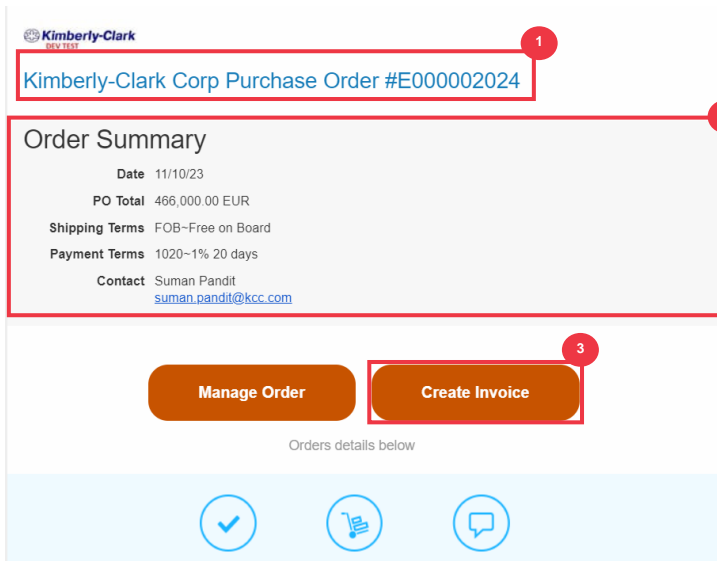 Kimberly-Clark
DEV TEST
1
Kimberly-Clark Corp Purchase Order #E000002024
Order Summary
Date 11/10/23
PO Total 466,000.00 EUR
Shipping Terms FOB~Free on Board
Payment Terms 1020~1% 20 days
Contact Suman Pandit
suman.pandit@kcc.com
3
Manage Order Create Invoice
Orders details below